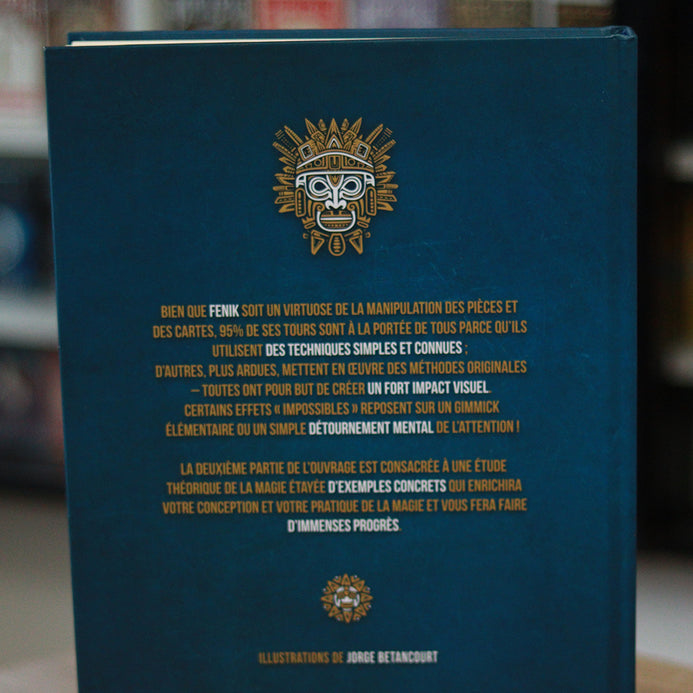 BIEN QUE FENIK SOIT UN VIRTUOSE DE LA MANIPULATION DES PIÈCES ET
DES CARTES, 95% DE SES TOURS SONT À LA PORTÉE DE TOUS PARCE QU'ILS
UTILISENT DES TECHNIQUES SIMPLES ET CONNUES ;
D'AUTRES, PLUS ARDUES, METTENT EN ŒUVRE DES MÉTHODES ORIGINALES
– TOUTES ONT POUR BUT DE CRÉER UN FORT IMPACT VISUEL.
CERTAINS EFFETS « IMPOSSIBLES » REPOSENT SUR UN GIMMICK
ÉLÉMENTAIRE OU UN SIMPLE DÉTOURNEMENT MENTAL DE L'ATTENTION !
LA DEUXIÈME PARTIE DE L'OUVRAGE EST CONSACRÉE À UNE ÉTUDE
THÉORIQUE DE LA MAGIE ÉTAYÉE D'EXEMPLES CONCRETS QUI ENRICHIRA
VOTRE CONCEPTION ET VOTRE PRATIQUE DE LA MAGIE ET VOUS FERA FAIRE
D'IMMENSES PROGRÈS.
ILLUSTRATIONS DE JORGE BETANCOURT